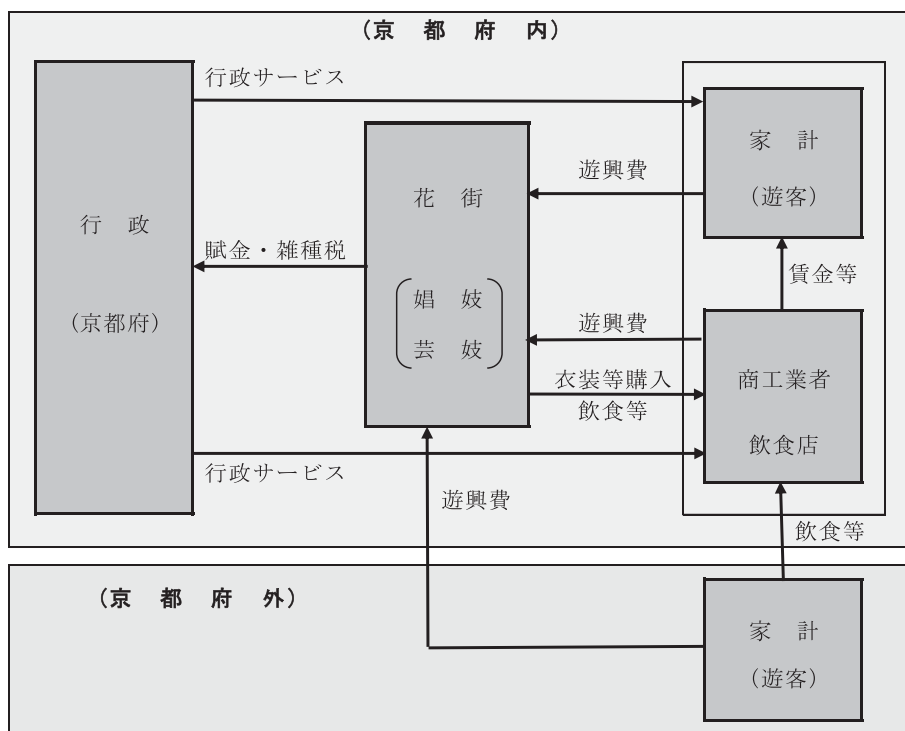 (京都府内)
行政サービス
家計
(遊客)
遊興費
花街
行政
(京都府)
賦金・雑種税
娼妓
芸妓
賃金等
遊興費
衣装等購入
飲食等
商工業者
飲食店
行政サービス
遊興費
飲食等
(京都府外)
家計
(遊客)